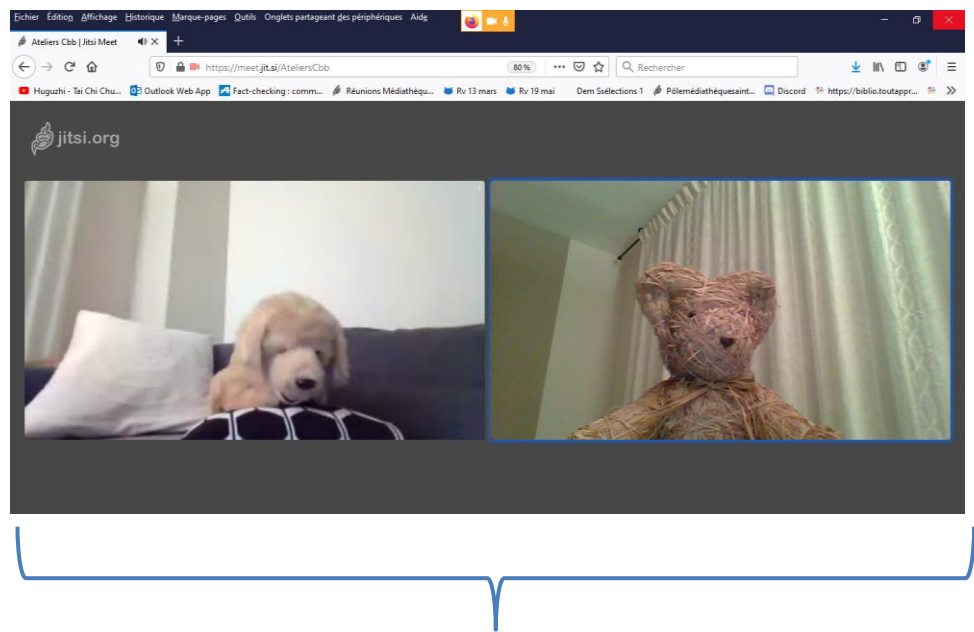 Fichier Édition Affichage Historique Marque-pages Outils Onglets partageant des périphériques Aide
Ateliers Cbb | Jitsi Meet
https://meet.jit.si/AteliersCbb 80 % Rechercher
Huguzhi - Tai Chi Chu... Outlook Web App Fact-checking : comm... Réunions Médiathèqu... Rv 13 mars Rv 19 mai Dem Ssélections 1 Pôlemédiathèquesaint... Discord https://biblio.toutappr...
jitsi.org